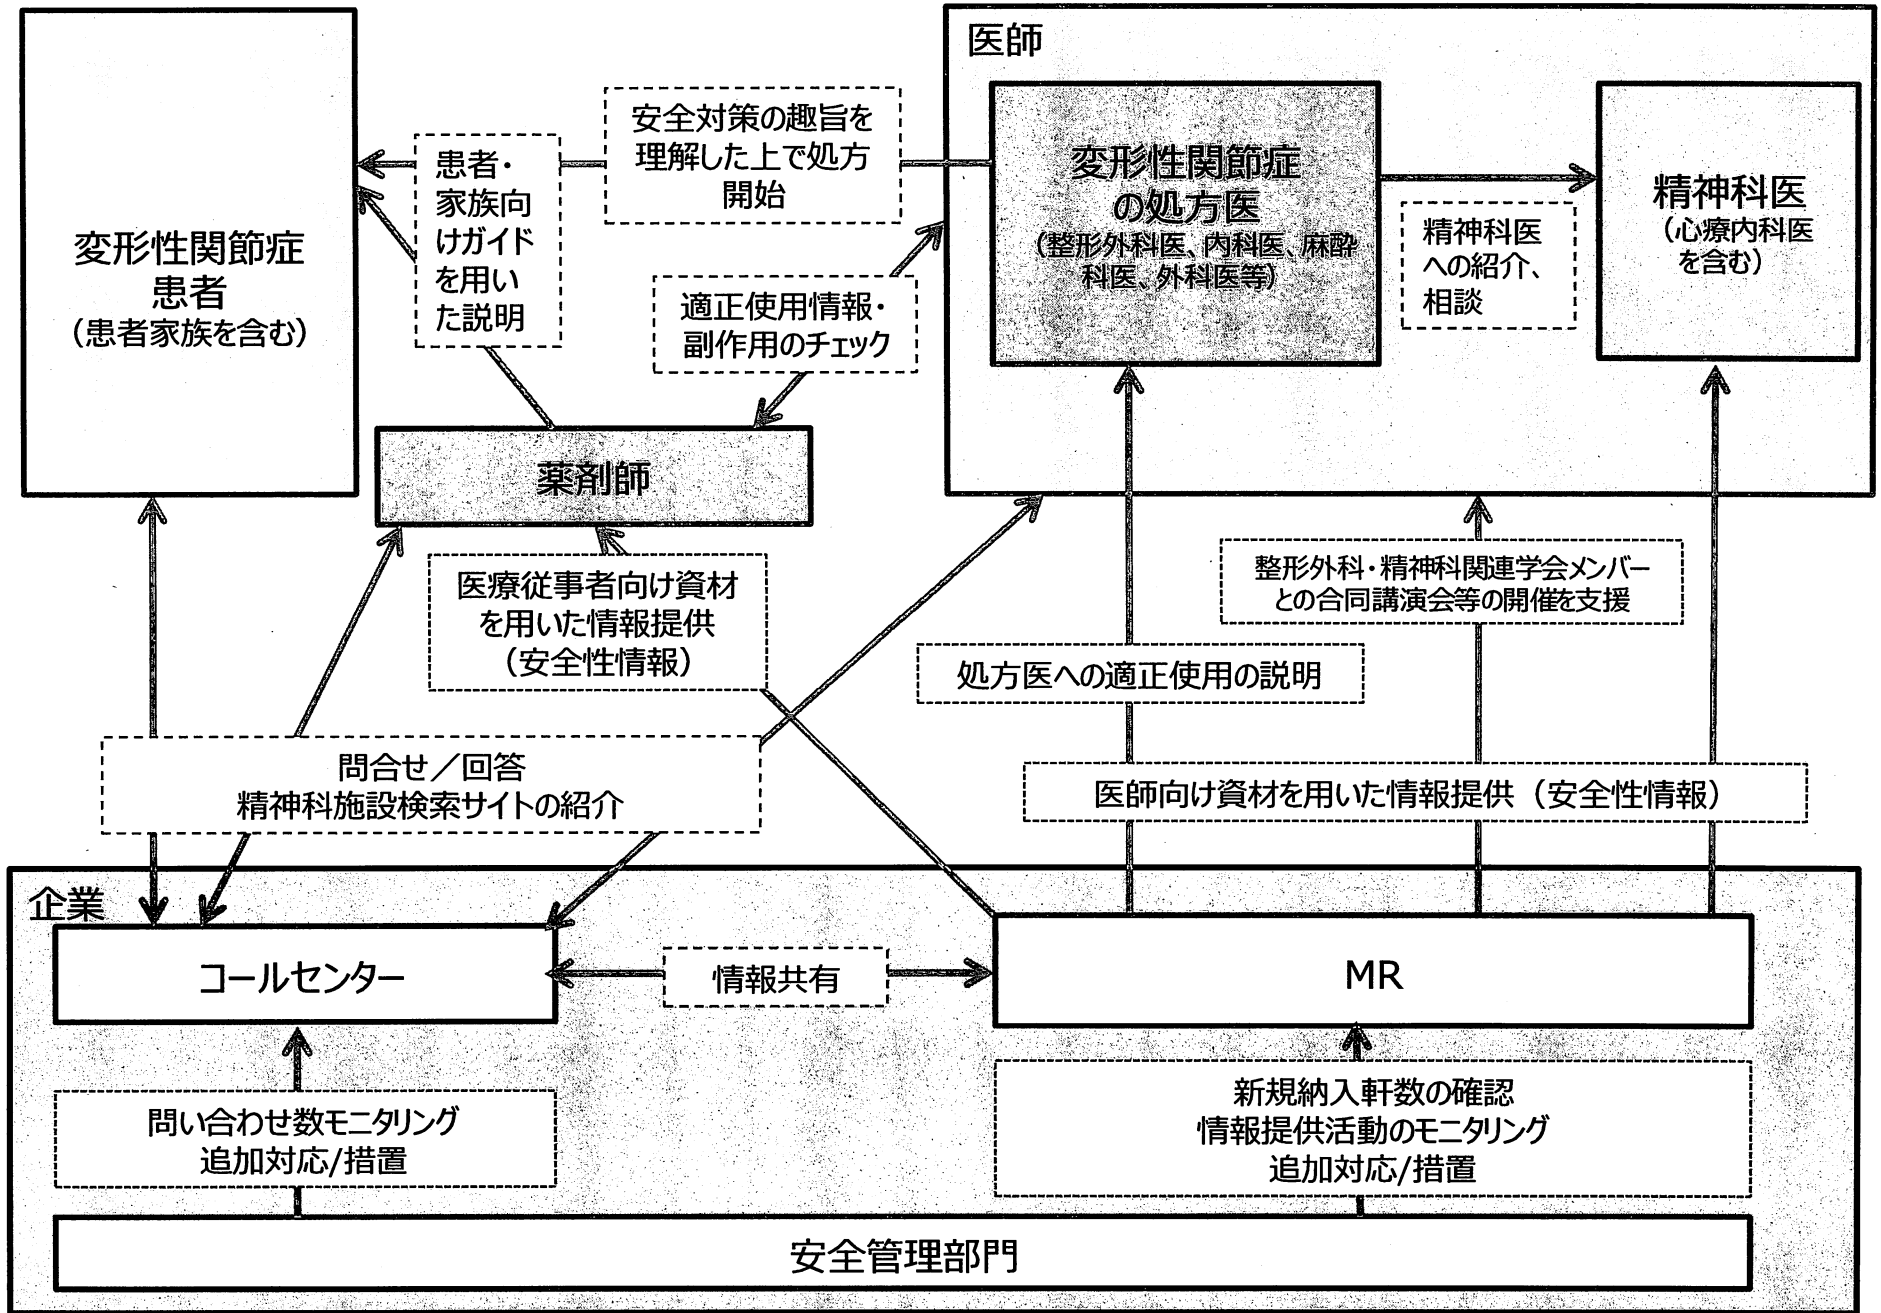 医師
変形性関節症
患者
(患者家族を含む)
患者・
家族向
けガイド
を用い
た説明
安全対策の趣旨を
理解した上で処方
開始
適正使用情報・
副作用のチェック
変形性関節症
の処方医
(整形外科医、内科医、麻酔
科医、外科医等)
精神科医
への紹介、
相談
精神科医
(心療内科医
を含む)
薬剤師
医療従事者向け資材
を用いた情報提供
(安全性情報)
整形外科・精神科関連学会メンバー
との合同講演会等の開催を支援
処方医への適正使用の説明
問合せ/回答
精神科施設検索サイトの紹介
医師向け資材を用いた情報提供(安全性情報)
企業
コールセンター
情報共有
MR
問い合わせ数モニタリング
追加対応/措置
新規納入軒数の確認
情報提供活動のモニタリング
追加対応/措置
安全管理部門